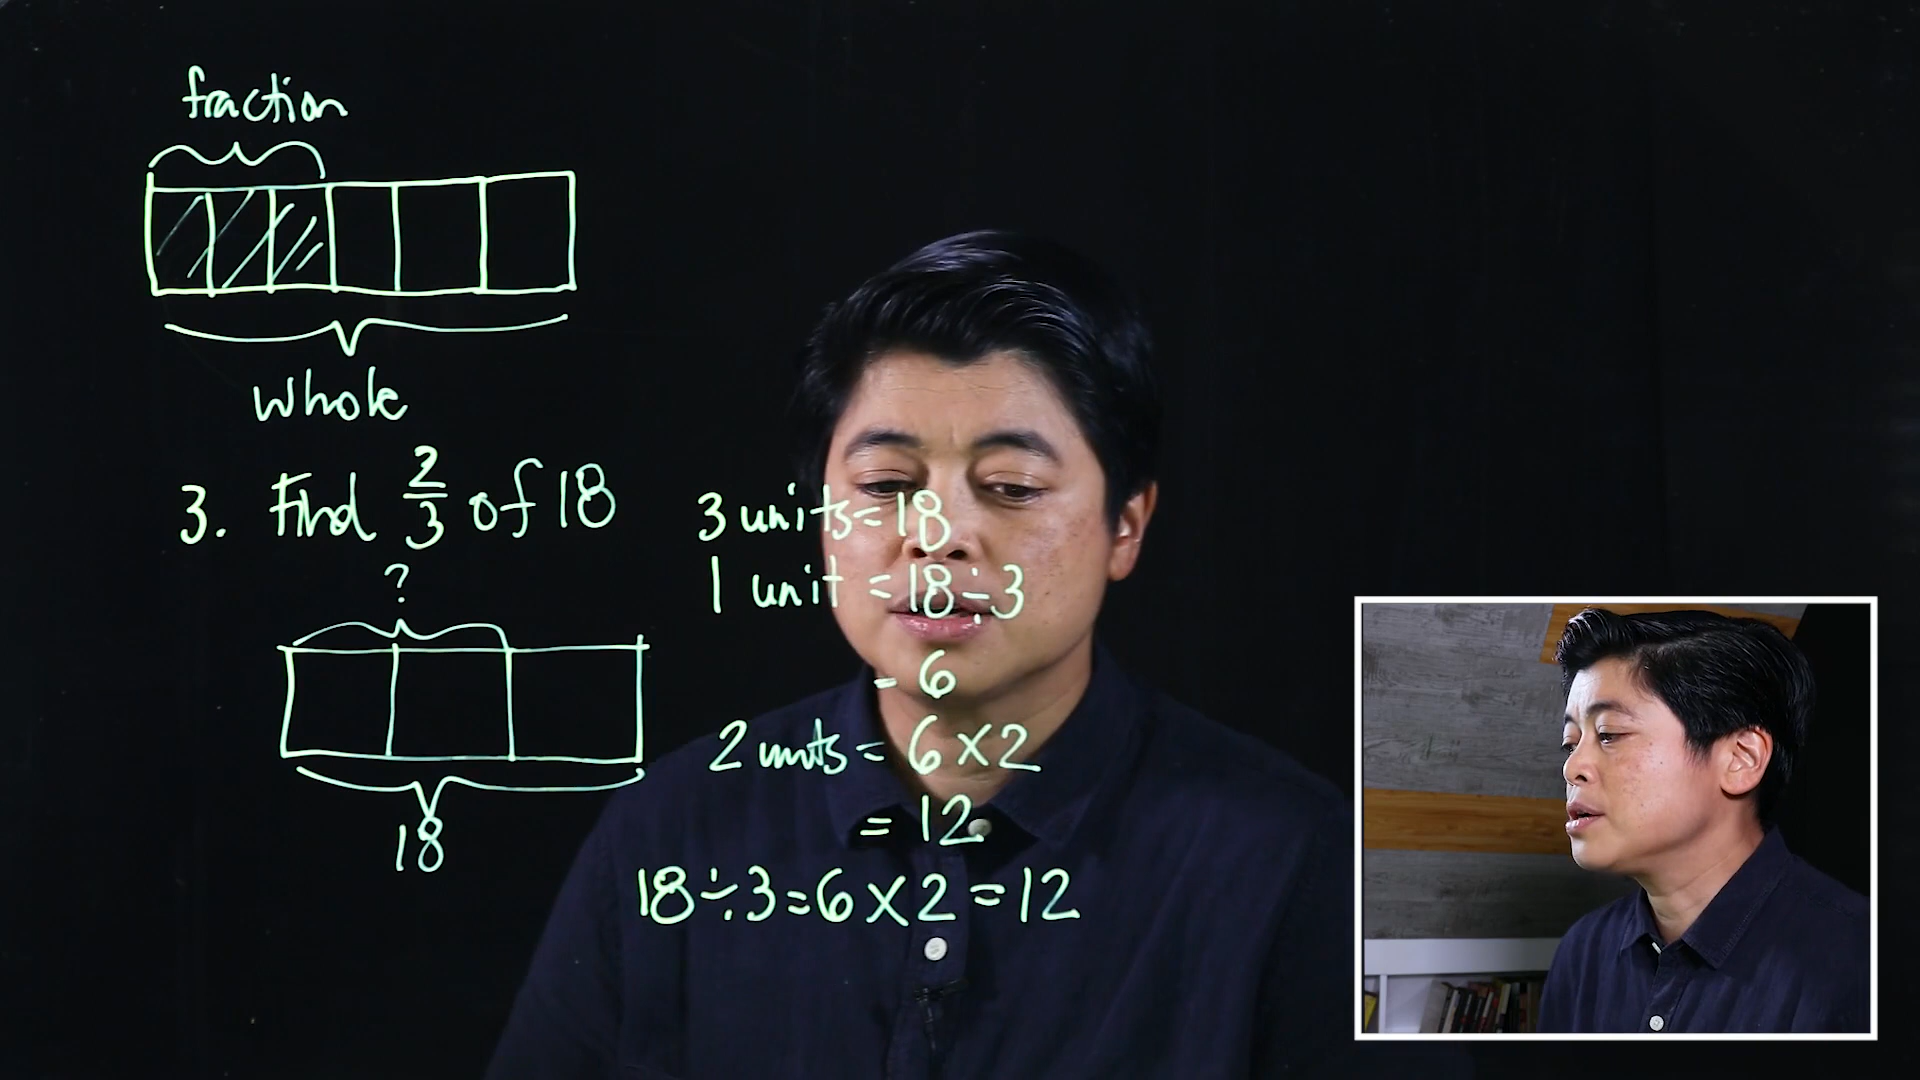 fraction
whole
3. Find 2/3 of 18
?
18
3 units = 18
1 unit = 18 ÷ 3
= 6
2 units = 6 × 2
= 12
18 ÷ 3 = 6 × 2 = 12